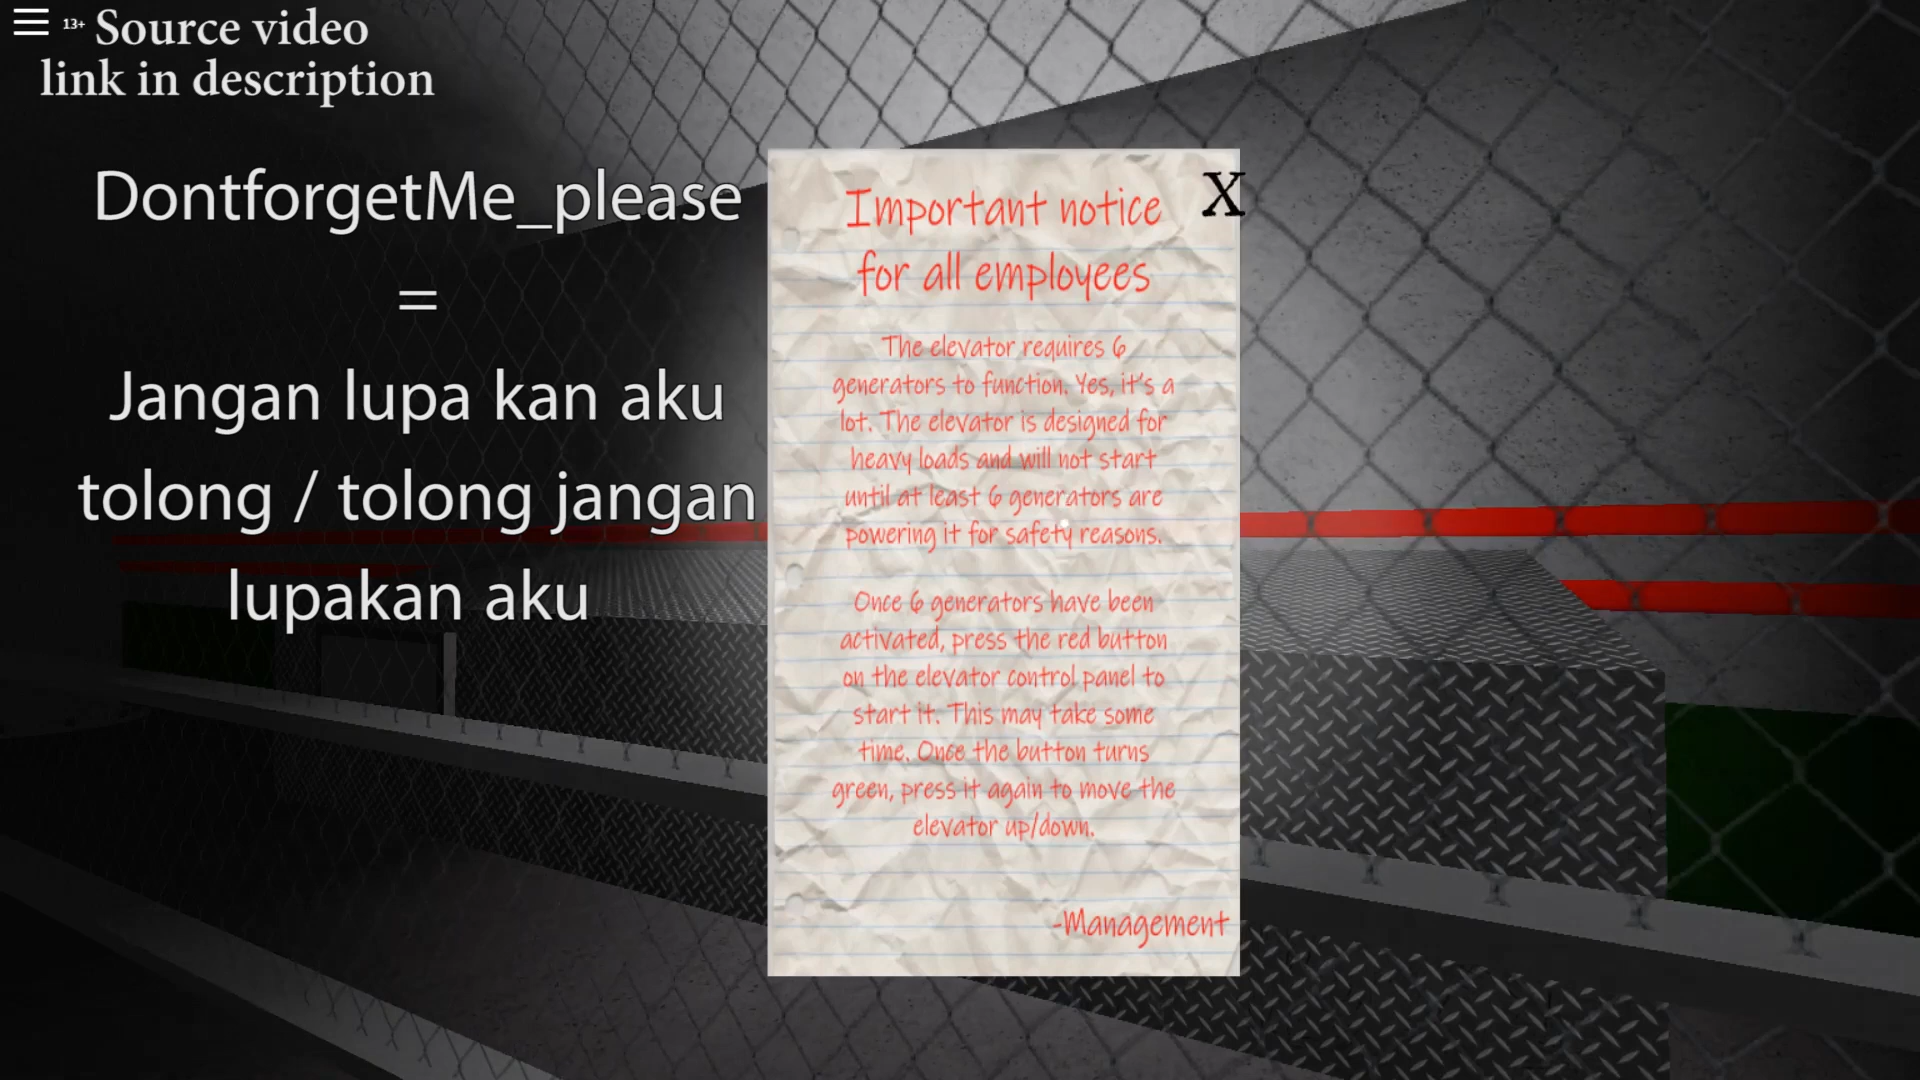 13+ Source video
link in description
DontforgetMe_please
=
Jangan lupa kan aku
tolong / tolong jangan
lupakan aku
X
Important notice
for all employees
The elevator requires 6
generators to function. Yes, it's a
lot. The elevator is designed for
heavy loads and will not start
until at least 6 generators are
powering it for safety reasons.
Once 6 generators have been
activated, press the red button
on the elevator control panel to
start it. This may take some
time. Once the button turns
green, press it again to move the
elevator up/down.
-Management